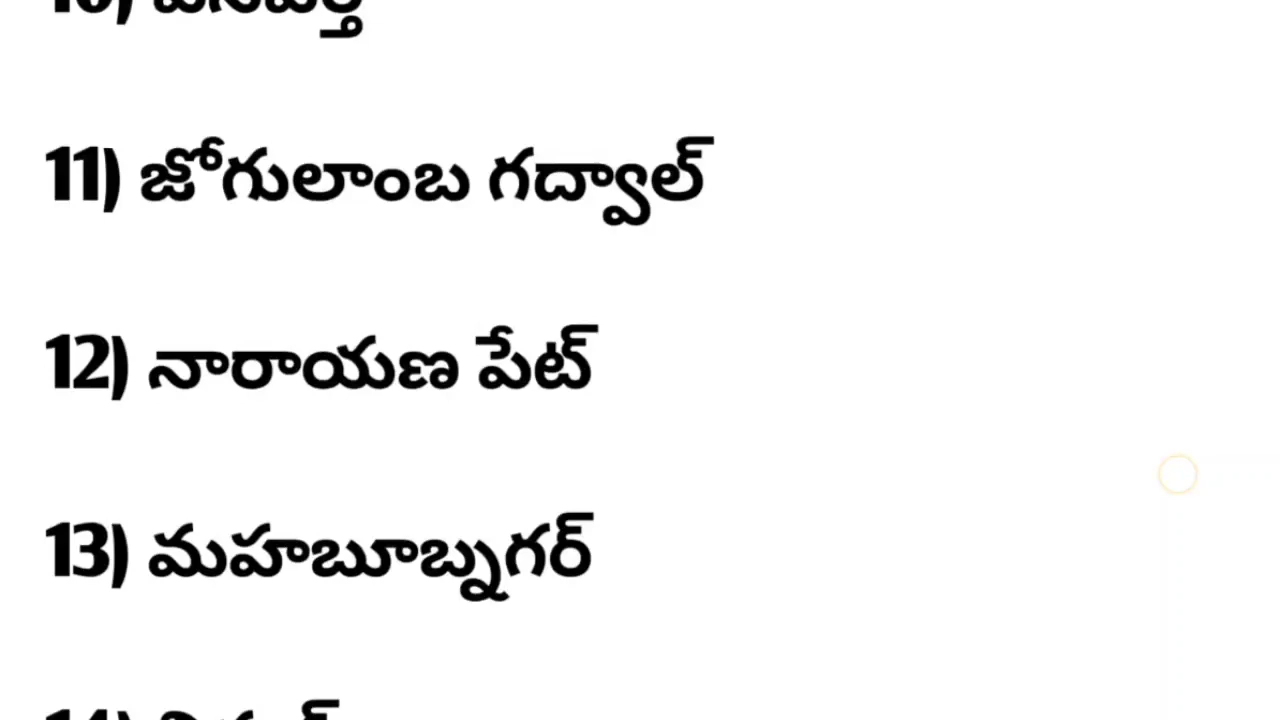 11) జోగులాంబ గద్వాల్
12) నారాయణ పేట్
13) మహబూబ్నగర్